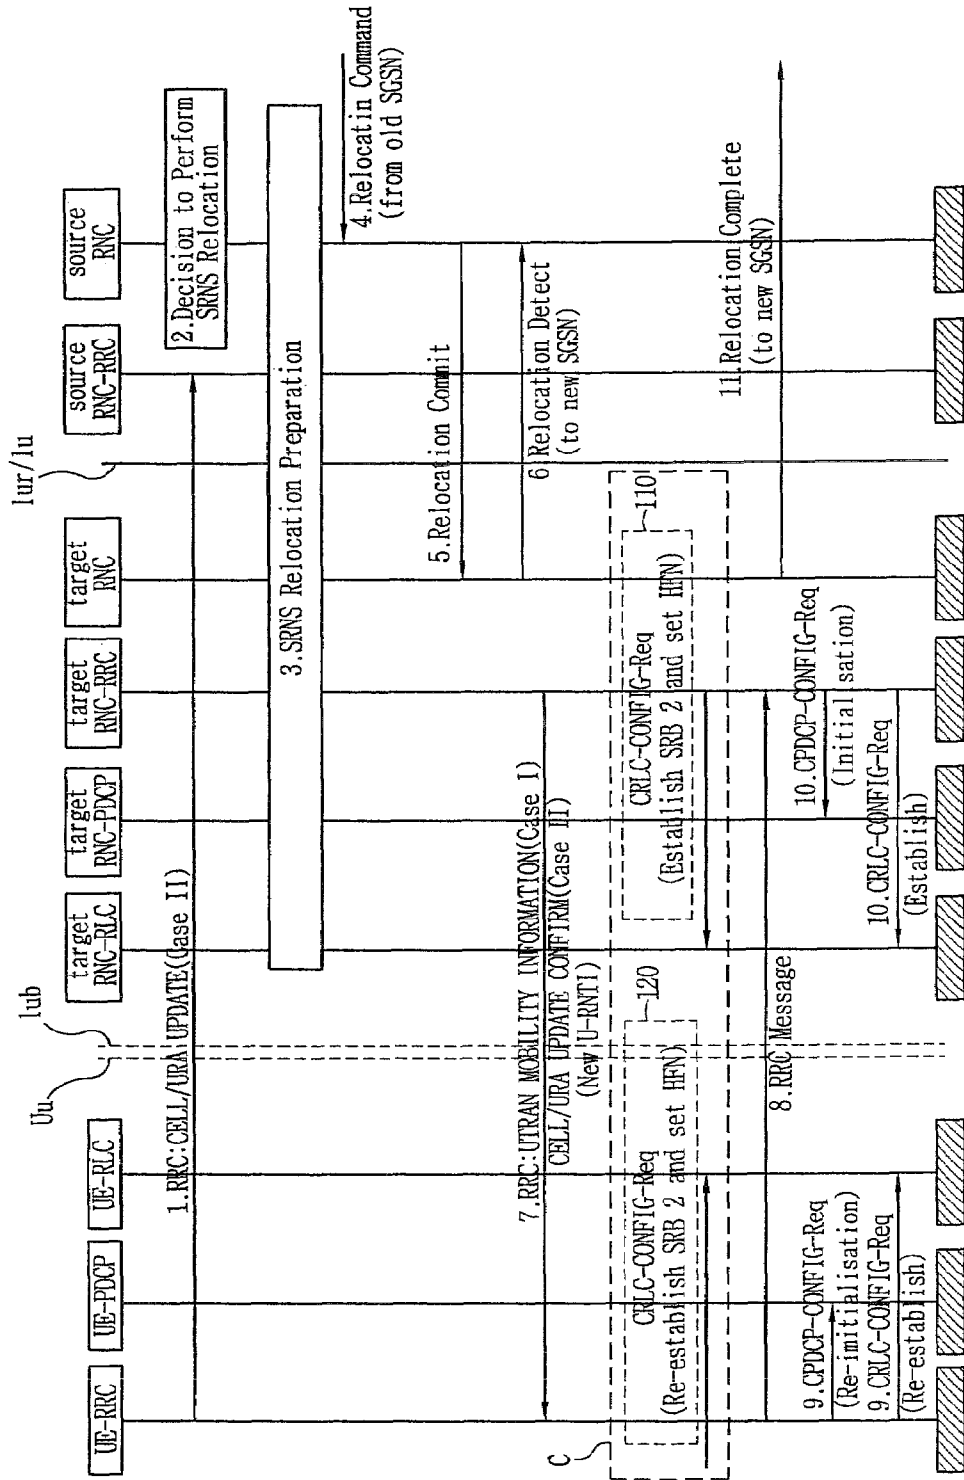 UE-RRC
UE-PDCP
UE-RLC
Uu
Iub
target
RNC-RLC
target
RNC-PDCP
target
RNC-RRC
target
RNC
Iur/Iu
source
RNC-RRC
source
RNC
1.RRC:CELL/URA UPDATE(Case II)
2.Decision to Perform
SRNS Relocation
3.SRNS Relocation Preparation
4.Relocatin Command
(from old SGSN)
5.Relocation Commit
6.Relocation Detect
(to new SGSN)
7.RRC:UTRAN MOBILITY INFORMATION(Case I)
CELL/URA UPDATE CONFIRM(Case II)
(New U-RNTI)
C
120
CRLC-CONFIG-Req
(Re-establish SRB 2 and set HFN)
110
CRLC-CONFIG-Req
(Establish SRB 2 and set HFN)
11.Relocation Complete
(to new SGSN)
8.RRC Message
9.CPDCP-CONFIG-Req
(Re-imitialisation)
9.CRLC-CONFIG-Req
(Re-establish)
10.CPDCP-CONFIG-Req
(Initialisation)
10.CRLC-CONFIG-Req
(Establish)